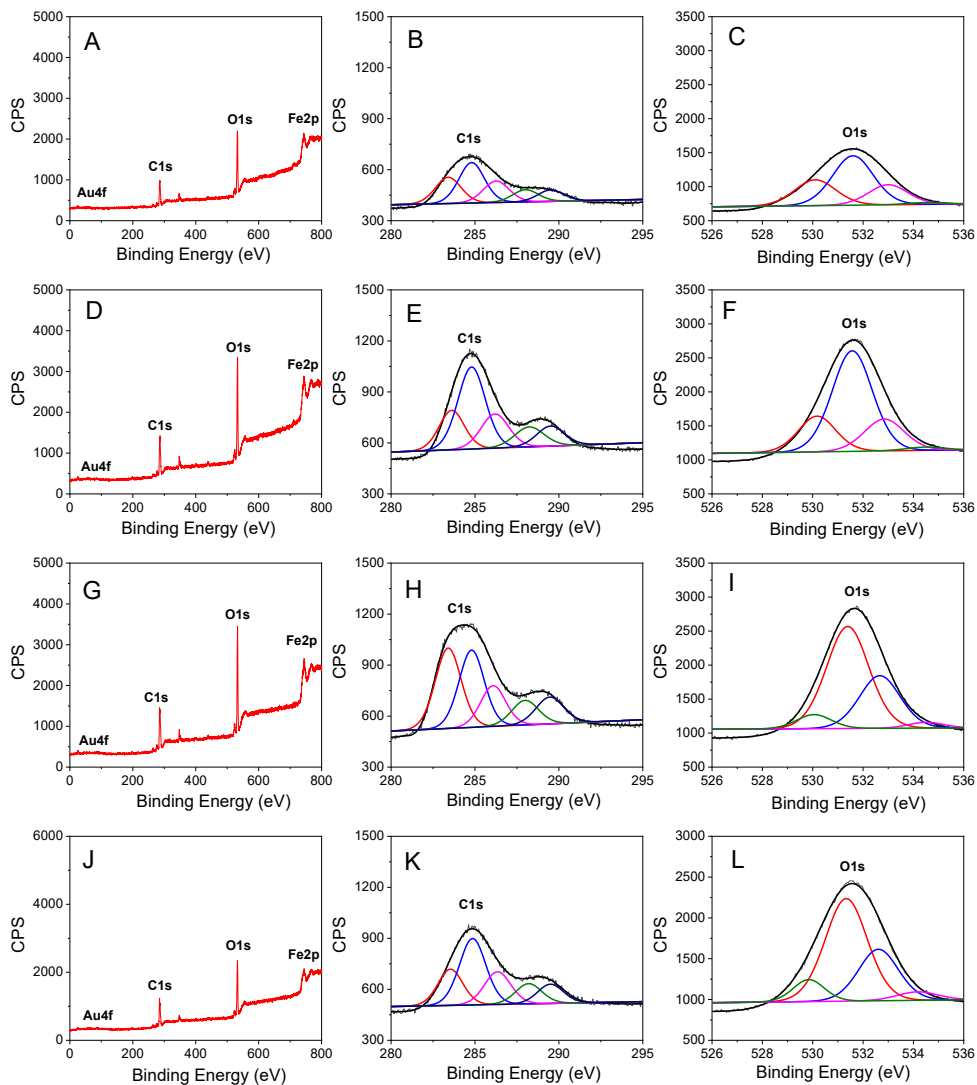 A
CPS
5000
4000
3000
2000
1000
0
Au4f
C1s
O1s
Fe2p
0 200 400 600 800
Binding Energy (eV)
B
CPS
1500
1200
900
600
300
C1s
280 285 290 295
Binding Energy (eV)
C
CPS
3500
3000
2500
2000
1500
1000
500
O1s
526 528 530 532 534 536
Binding Energy (eV)
D
CPS
5000
4000
3000
2000
1000
0
Au4f
C1s
O1s
Fe2p
0 200 400 600 800
Binding Energy (eV)
E
CPS
1500
1200
900
600
300
C1s
280 285 290 295
Binding Energy (eV)
F
CPS
3500
3000
2500
2000
1500
1000
500
O1s
526 528 530 532 534 536
Binding Energy (eV)
G
CPS
5000
4000
3000
2000
1000
0
Au4f
C1s
O1s
Fe2p
0 200 400 600 800
Binding Energy (eV)
H
CPS
1500
1200
900
600
300
C1s
280 285 290 295
Binding Energy (eV)
I
CPS
3500
3000
2500
2000
1500
1000
500
O1s
526 528 530 532 534 536
Binding Energy (eV)
J
CPS
6000
4000
2000
0
Au4f
C1s
O1s
Fe2p
0 200 400 600 800
Binding Energy (eV)
K
CPS
1500
1200
900
600
300
C1s
280 285 290 295
Binding Energy (eV)
L
CPS
3000
2500
2000
1500
1000
500
O1s
526 528 530 532 534 536
Binding Energy (eV)